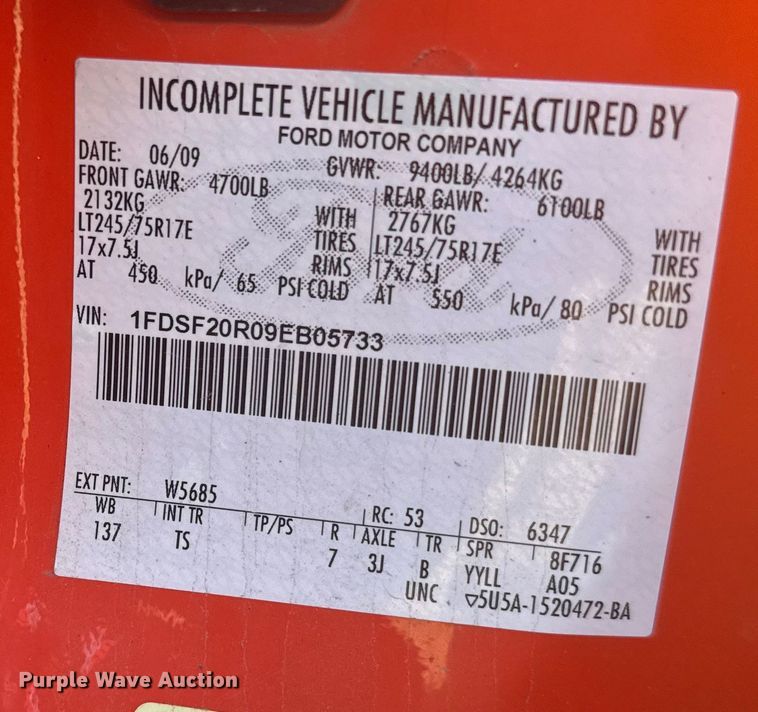 INCOMPLETE VEHICLE MANUFACTURED BY
FORD MOTOR COMPANY
DATE: 06/09 GVWR: 9400LB/ 4264KG
FRONT GAWR: 4700LB REAR GAWR: 6100LB
2132KG WITH 2767KG WITH
LT245/75R17E TIRES LT245/75R17E TIRES
17x7.5J RIMS 17x7.5J RIMS
AT 450 kPa/ 65 PSI COLD AT 550 kPa/ 80 PSI COLD
VIN: 1FDSF20R09EB05733
EXT PNT: W5685 RC: 53 DSO: 6347
WB INT TR TP/PS R AXLE TR SPR 8F716
137 TS 7 3J B YYLL A05
UNC 5U5A-1520472-BA
Purple Wave Auction